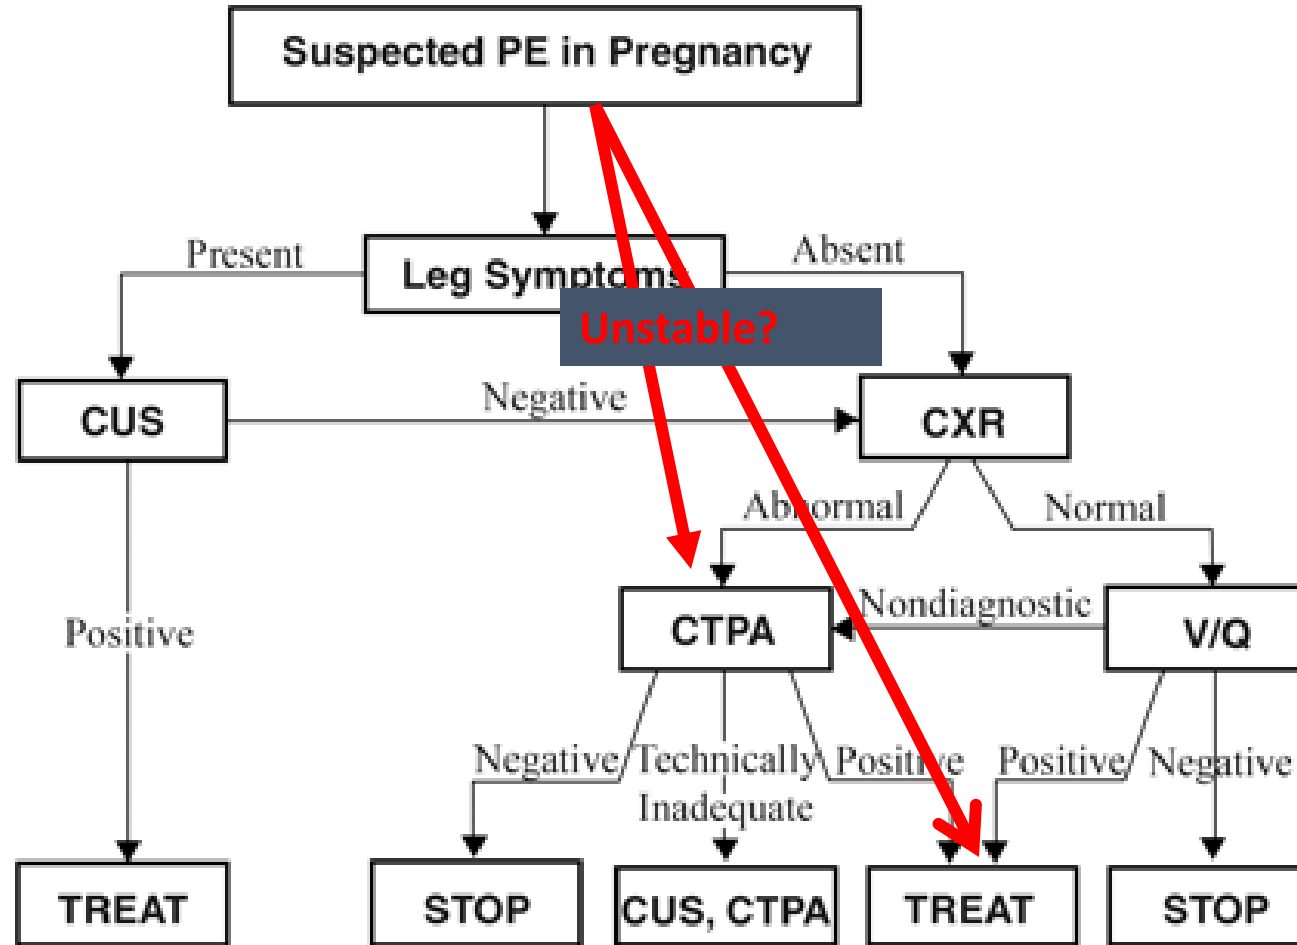 Suspected PE in Pregnancy
Present
Leg Symptoms
Absent
Unstable?
CUS
Negative
CXR
Abnormal
Normal
Positive
CTPA
Nondiagnostic
V/Q
Negative
Technically
Inadequate
Positive
Positive
Negative
TREAT
STOP
CUS, CTPA
TREAT
STOP